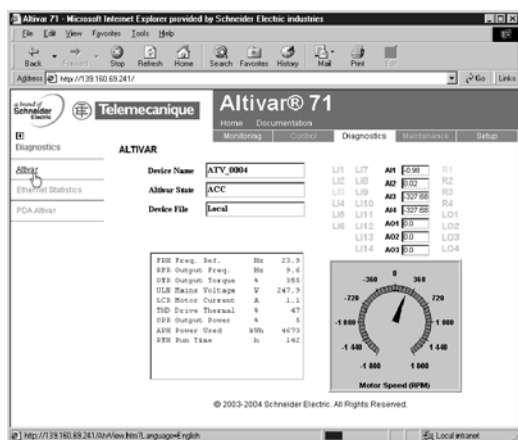 Altivar 71 - Microsoft Internet Explorer provided by Schneider Electric industries
File Edit View Favorites Tools Help
Back Forward Stop Refresh Home Search Favorites History Mail Print Edit
Address http://139.160.69.241/ Go Links
a brand of
Schneider
Electric
Telemecanique
Altivar® 71
Home Documentation
Monitoring Control Diagnostics Maintenance Setup
Diagnostics
Altivar
Ethernet Statistics
PDA Altivar
ALTIVAR
Device Name ATV_0004
Altivar State ACC
Device File Local
LI1 LI7 AI1 -0.98 R1
LI2 LI8 AI2 0.02 R2
LI3 LI9 AI3 -327.68 R3
LI4 LI10 AI4 -327.68 R4
LI5 LI11 AO1 0.0 LO1
LI6 LI12 AO2 0.0 LO2
LI13 AO3 0.0 LO3
LI14 LO4
FRH Freq. Ref. Hz 23.9
RFR Output Freq. Hz 9.6
OTR Output Torque % 355
ULN Mains Voltage V 247.9
LCR Motor Current A 1.1
THD Drive Thermal % 47
OPR Output Power % 5
APH Power Used kWh 4673
RTH Run Time h 142
-360 0 360
-720 720
-1 080 1 080
-1 440 1 440
-1 800 1 800
Motor Speed (RPM)
© 2003-2004 Schneider Electric. All Rights Reserved.
http://139.160.69.241/AtvView.htm?Language=English Local intranet